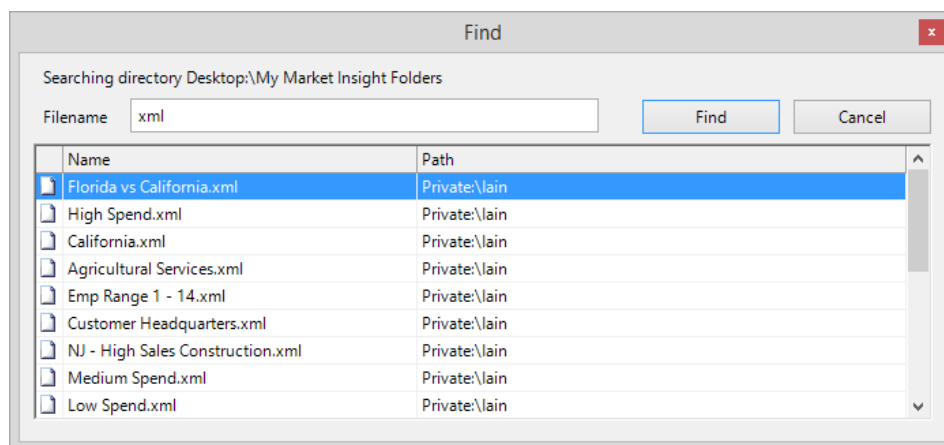 Find
x
Searching directory Desktop:\My Market Insight Folders
Filename xml Find Cancel
Name Path
Florida vs California.xml Private:\Iain
High Spend.xml Private:\Iain
California.xml Private:\Iain
Agricultural Services.xml Private:\Iain
Emp Range 1 - 14.xml Private:\Iain
Customer Headquarters.xml Private:\Iain
NJ - High Sales Construction.xml Private:\Iain
Medium Spend.xml Private:\Iain
Low Spend.xml Private:\Iain